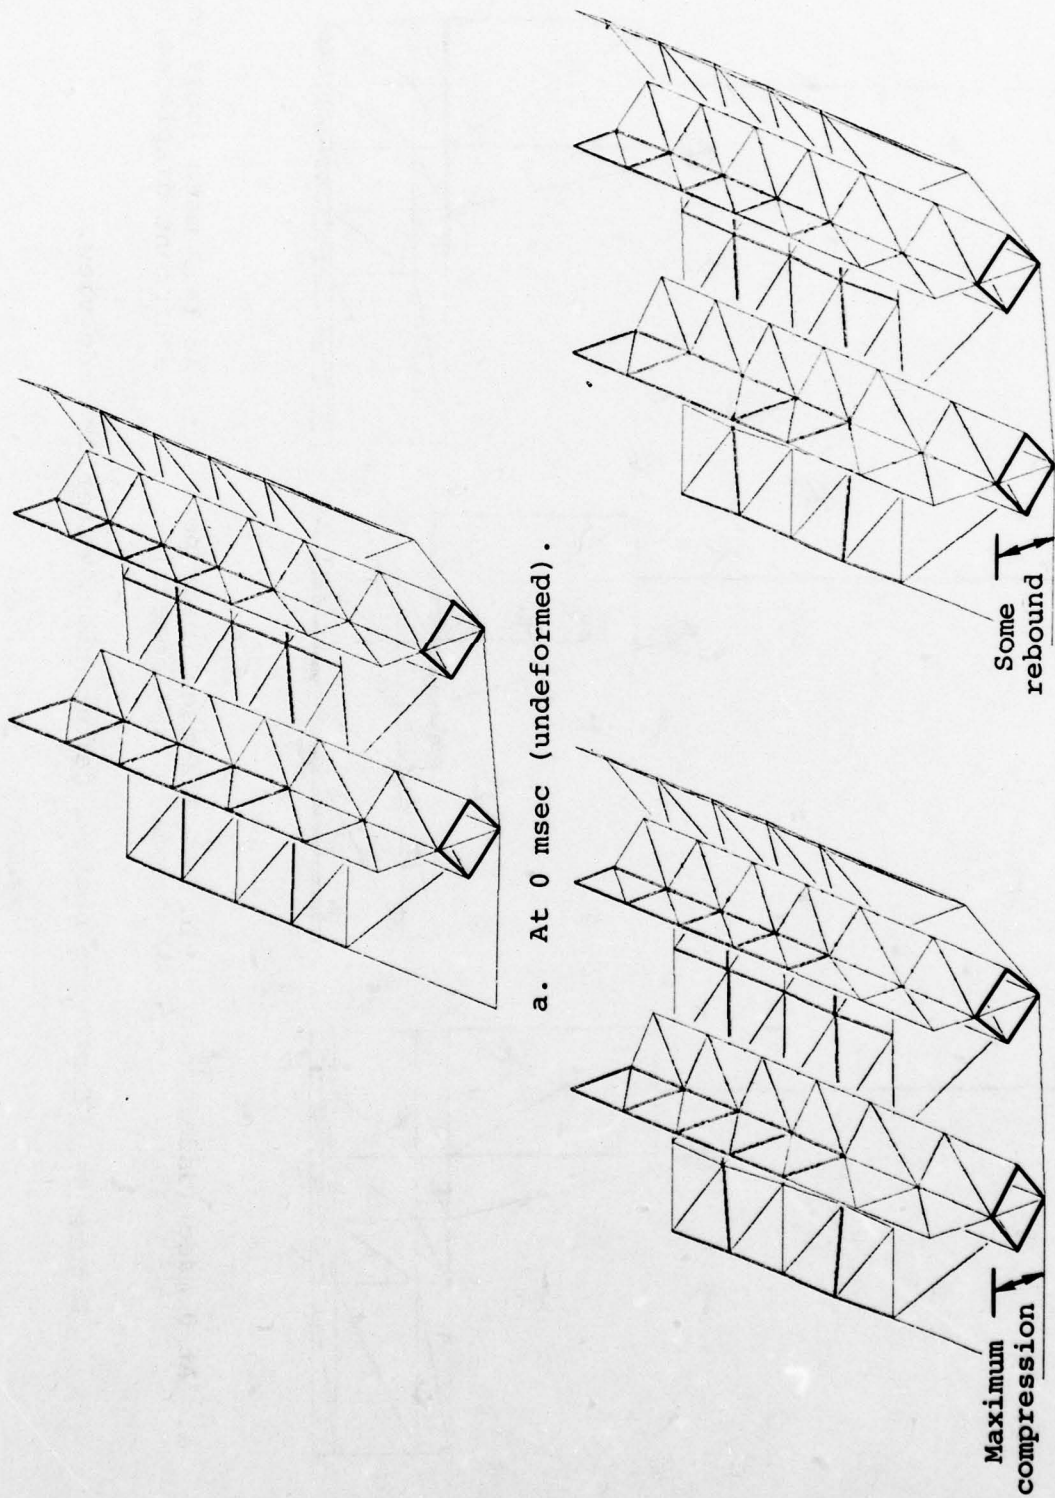 a. At 0 msec (undeformed).
Maximum
compression
Some
rebound